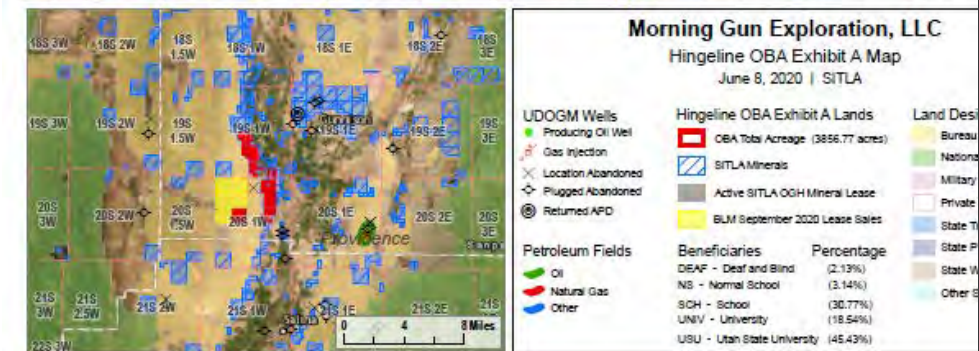 18S 3W
18S 2W
18S
1.5W
18S 1W
18S 1E
18S 2E
18S
3E
19S 3W
19S 2W
19S
1.5W
19S 1W
Gunnison
19S 1E
19S 2E
19S
3E
20S
3W
20S 2W
20S
1.5W
20S 1W
20S 1E
20S 2E
20S
3E
Providence
Sanp
21S
3W
21S
2.5W
21S 2W
21S 1W
21S 1E
21S 2E
21S
3E
Salina
22S 3W
0 4 8 Miles
Morning Gun Exploration, LLC
Hingeline OBA Exhibit A Map
June 8, 2020 | SITLA
UDOGM Wells
Producing Oil Well
Gas Injection
Location Abandoned
Plugged Abandoned
Returned APD
Petroleum Fields
Oil
Natural Gas
Other
Hingeline OBA Exhibit A Lands
OBA Total Acreage (3856.77 acres)
SITLA Minerals
Active SITLA OGH Mineral Lease
BLM September 2020 Lease Sales
Beneficiaries Percentage
DEAF - Deaf and Blind (2.13%)
NS - Normal School (3.14%)
SCH - School (30.77%)
UNIV - University (18.54%)
USU - Utah State University (45.43%)
Land Desi
Bureau
Nationa
Military
Private
State Tr
State P
State W
Other S